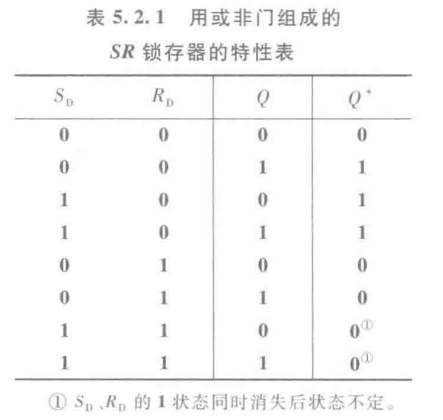 表 5.2.1 用或非门组成的
SR 锁存器的特性表
S_D R_D Q Q*
0 0 0 0
0 0 1 1
1 0 0 1
1 0 1 1
0 1 0 0
0 1 1 0
1 1 0 0①
1 1 1 0①
① S_D、R_D 的 1 状态同时消失后状态不定。